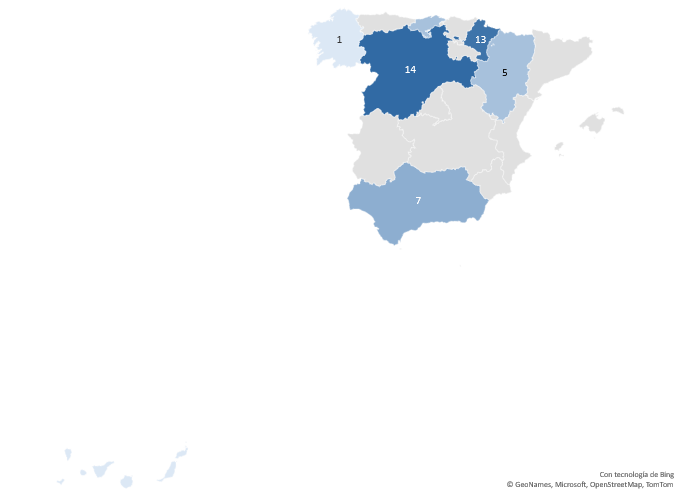 1
13
14
5
7
Con tecnología de Bing
© GeoNames, Microsoft, OpenStreetMap, TomTom